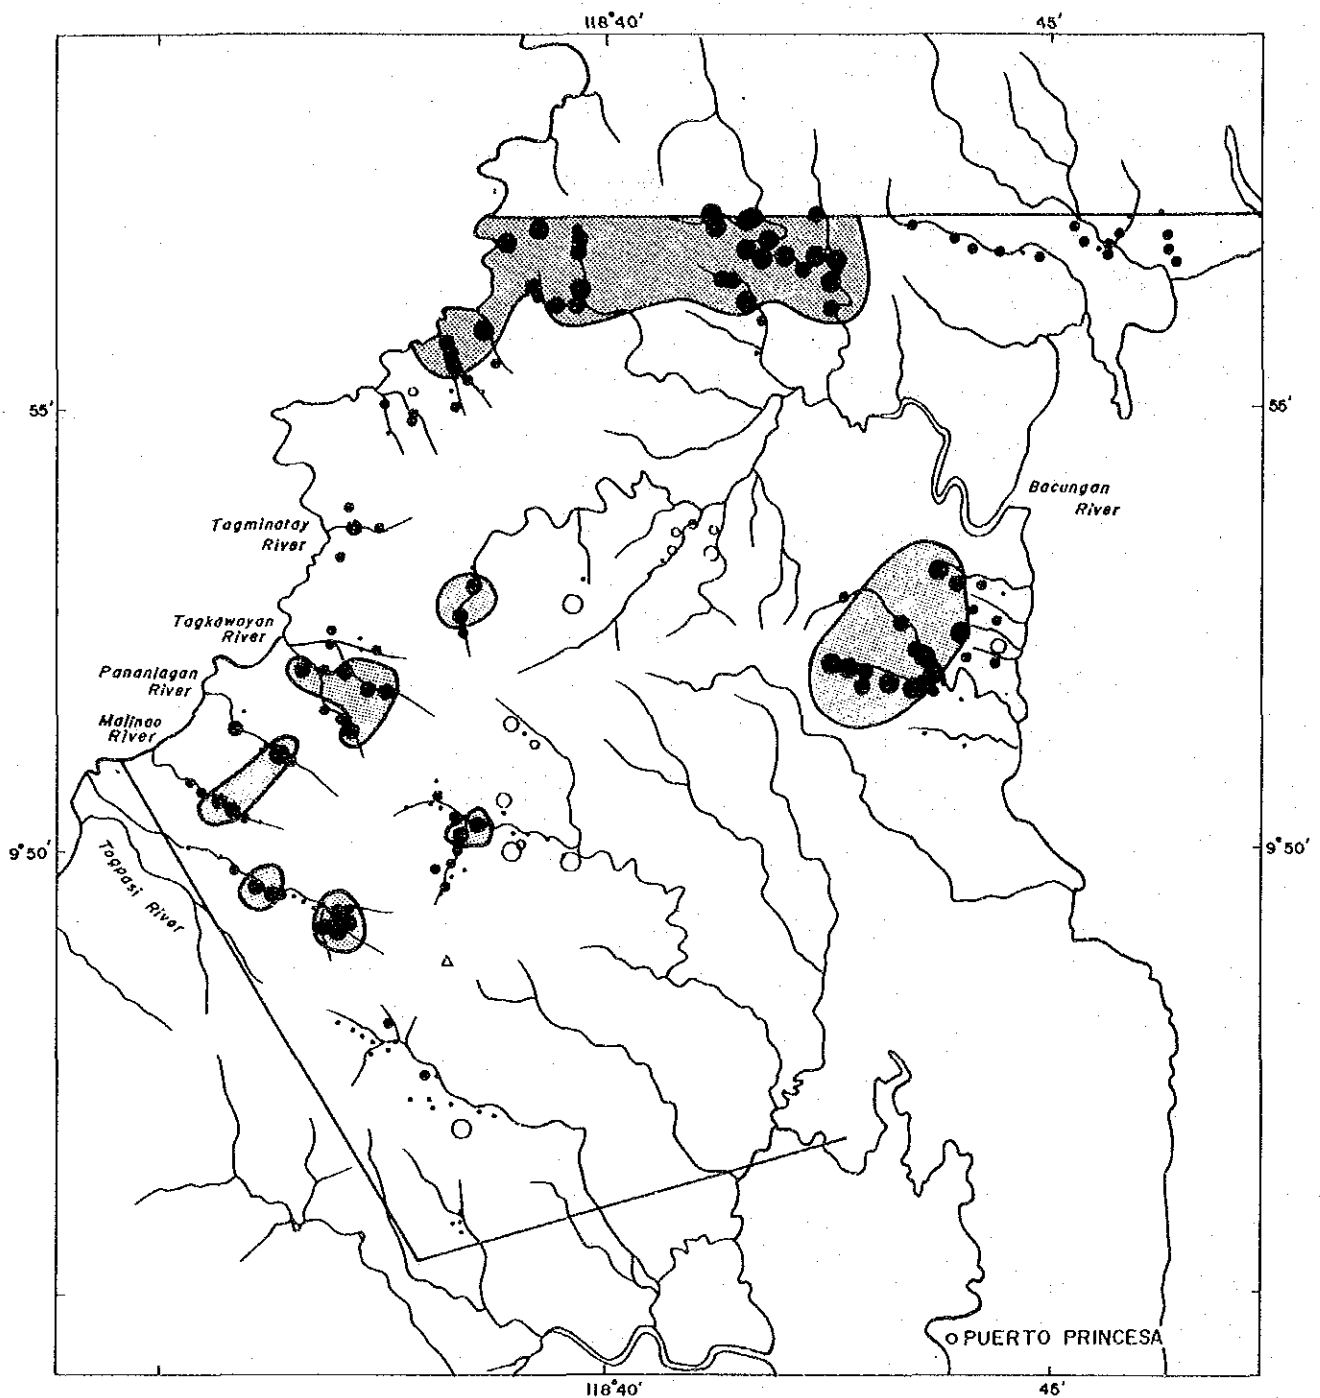 118°40′
45′
55′
55′
Bacungan
River
Tagminatay
River
Tagkawayan
River
Pananlagan
River
Malinao
River
9°50′
9°50′
Tagpasi River
PUERTO PRINCESA
118°40′
45′